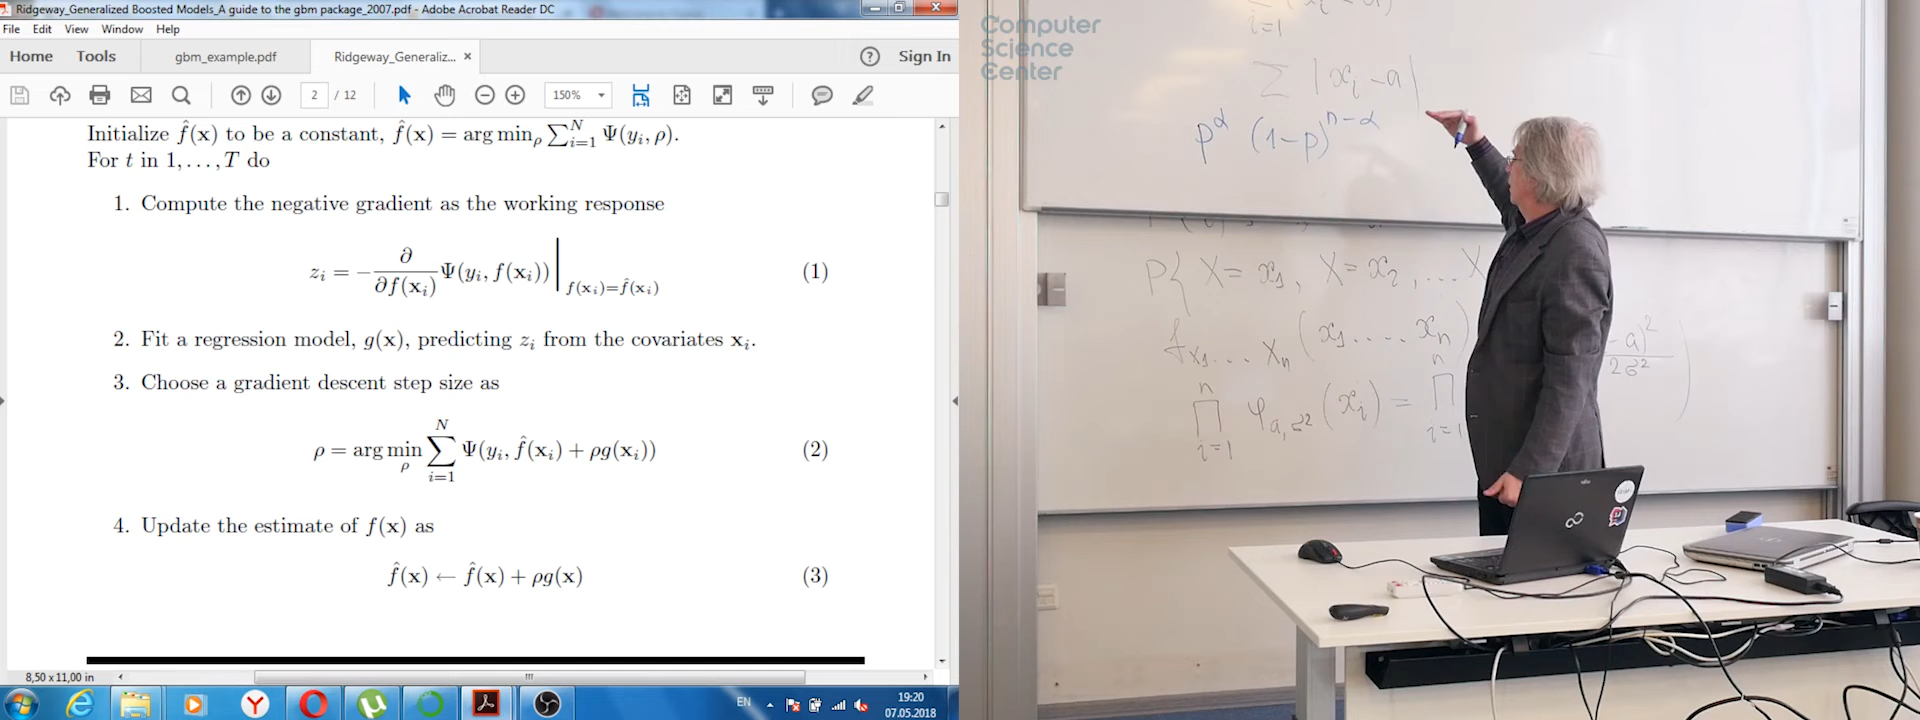 Ridgeway_Generalized Boosted Models_A guide to the gbm package_2007.pdf - Adobe Acrobat Reader DC
File Edit View Window Help
Home Tools gbm_example.pdf Ridgeway_Generaliz... × ? Sign In
2 / 12 150%
Initialize f̂(x) to be a constant, f̂(x) = arg min_ρ ∑_{i=1}^N Ψ(y_i, ρ).
For t in 1, . . . , T do
1. Compute the negative gradient as the working response
z_i = −∂/∂f(x_i) Ψ(y_i, f(x_i)) |_{f(x_i)=f̂(x_i)} (1)
2. Fit a regression model, g(x), predicting z_i from the covariates x_i.
3. Choose a gradient descent step size as
ρ = arg min_ρ ∑_{i=1}^N Ψ(y_i, f̂(x_i) + ρg(x_i)) (2)
4. Update the estimate of f(x) as
f̂(x) ← f̂(x) + ρg(x) (3)
8,50 x 11,00 in
EN 19:20
07.05.2018
Computer
Science
Center
i=1
∑ |x_i − a|
p^α (1−p)^{n−α}
P{ X = x_1, X = x_2, ... X
f_{X_1...X_n} (x_1 .... x_n)
∏_{i=1}^n φ_{a,σ²} (x_i) = ∏_{i=1}^n
− a)² / 2σ² )
FUJITSU